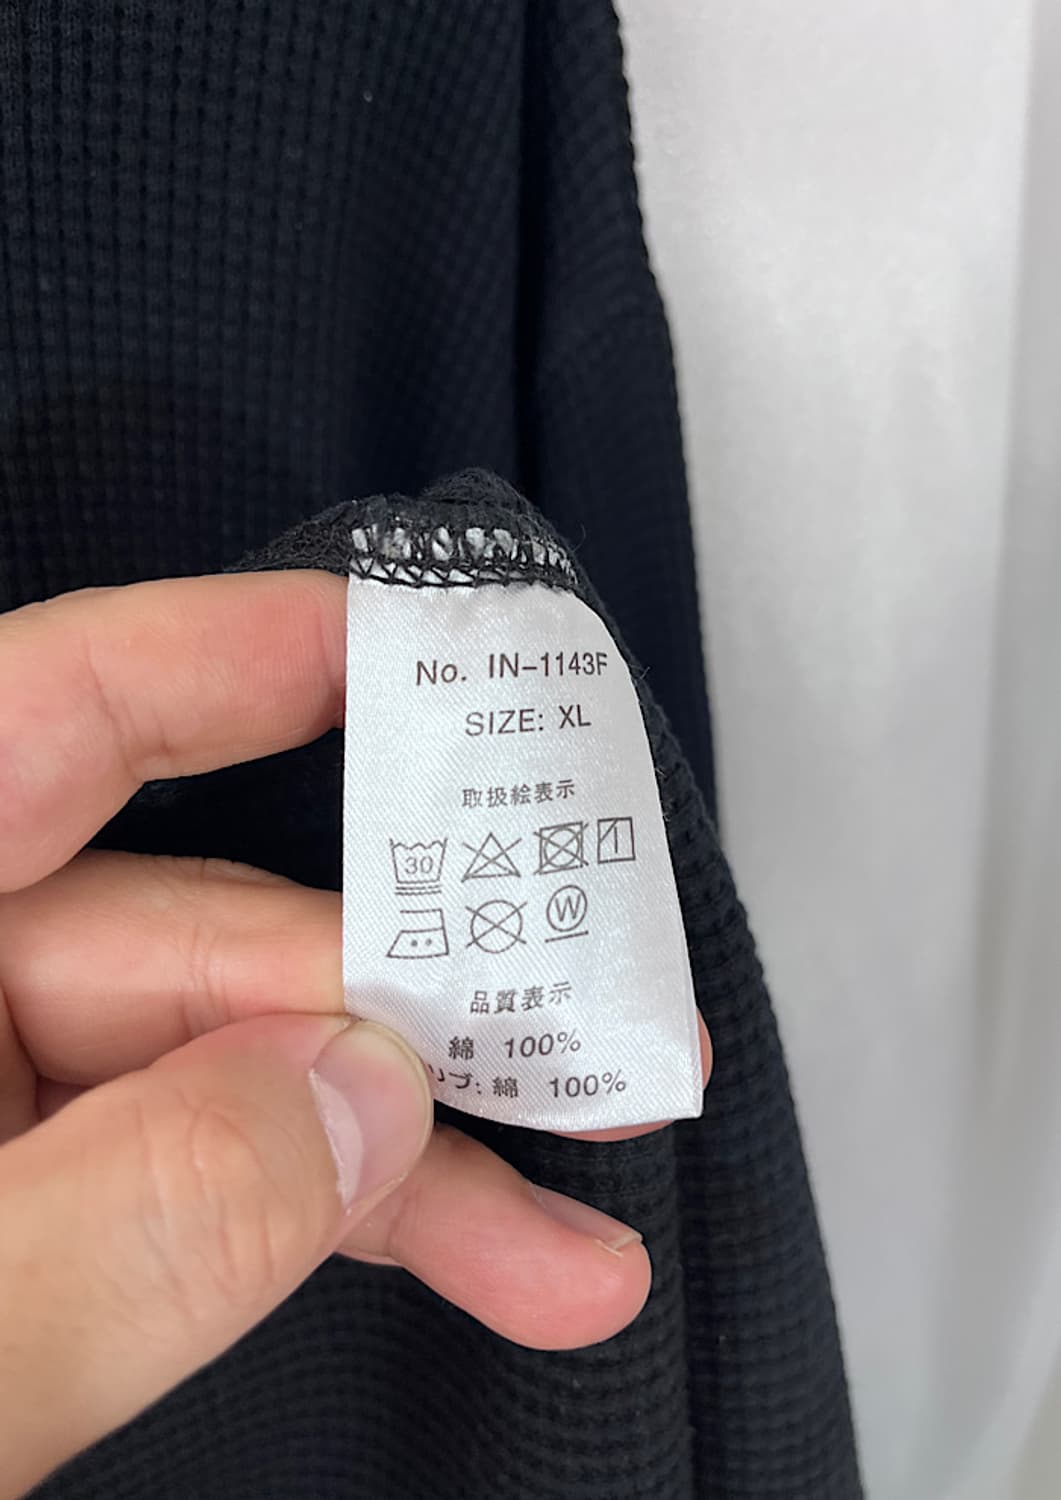 No. IN-1143F
SIZE: XL
取扱絵表示
30
W
品質表示
綿 100%
リブ: 綿 100%